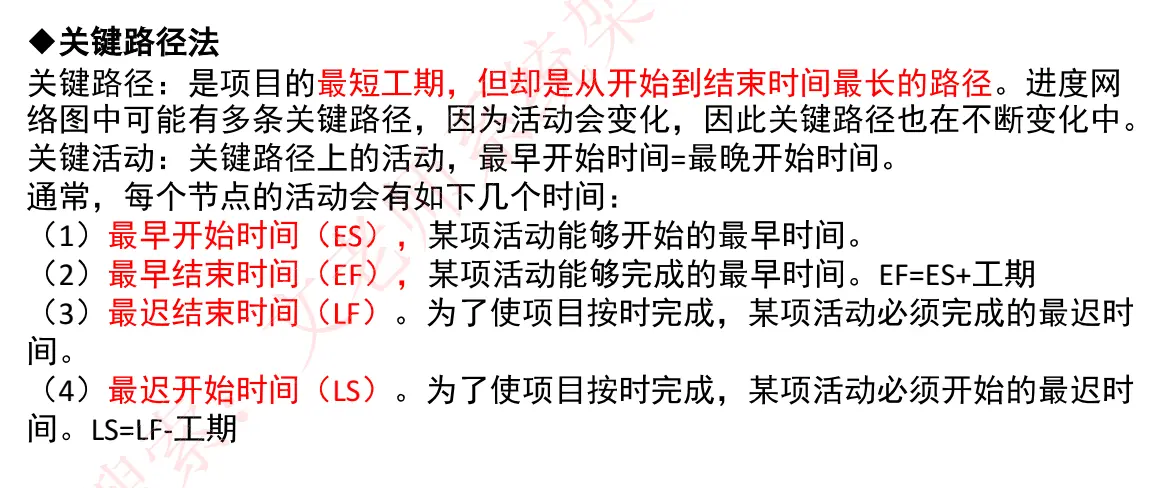 ◆关键路径法
关键路径：是项目的最短工期，但却是从开始到结束时间最长的路径。进度网
络图中可能有多条关键路径，因为活动会变化，因此关键路径也在不断变化中。
关键活动：关键路径上的活动，最早开始时间=最晚开始时间。
通常，每个节点的活动会有如下几个时间：
（1）最早开始时间（ES），某项活动能够开始的最早时间。
（2）最早结束时间（EF），某项活动能够完成的最早时间。EF=ES+工期
（3）最迟结束时间（LF）。为了使项目按时完成，某项活动必须完成的最迟时
间。
（4）最迟开始时间（LS）。为了使项目按时完成，某项活动必须开始的最迟时
间。LS=LF-工期